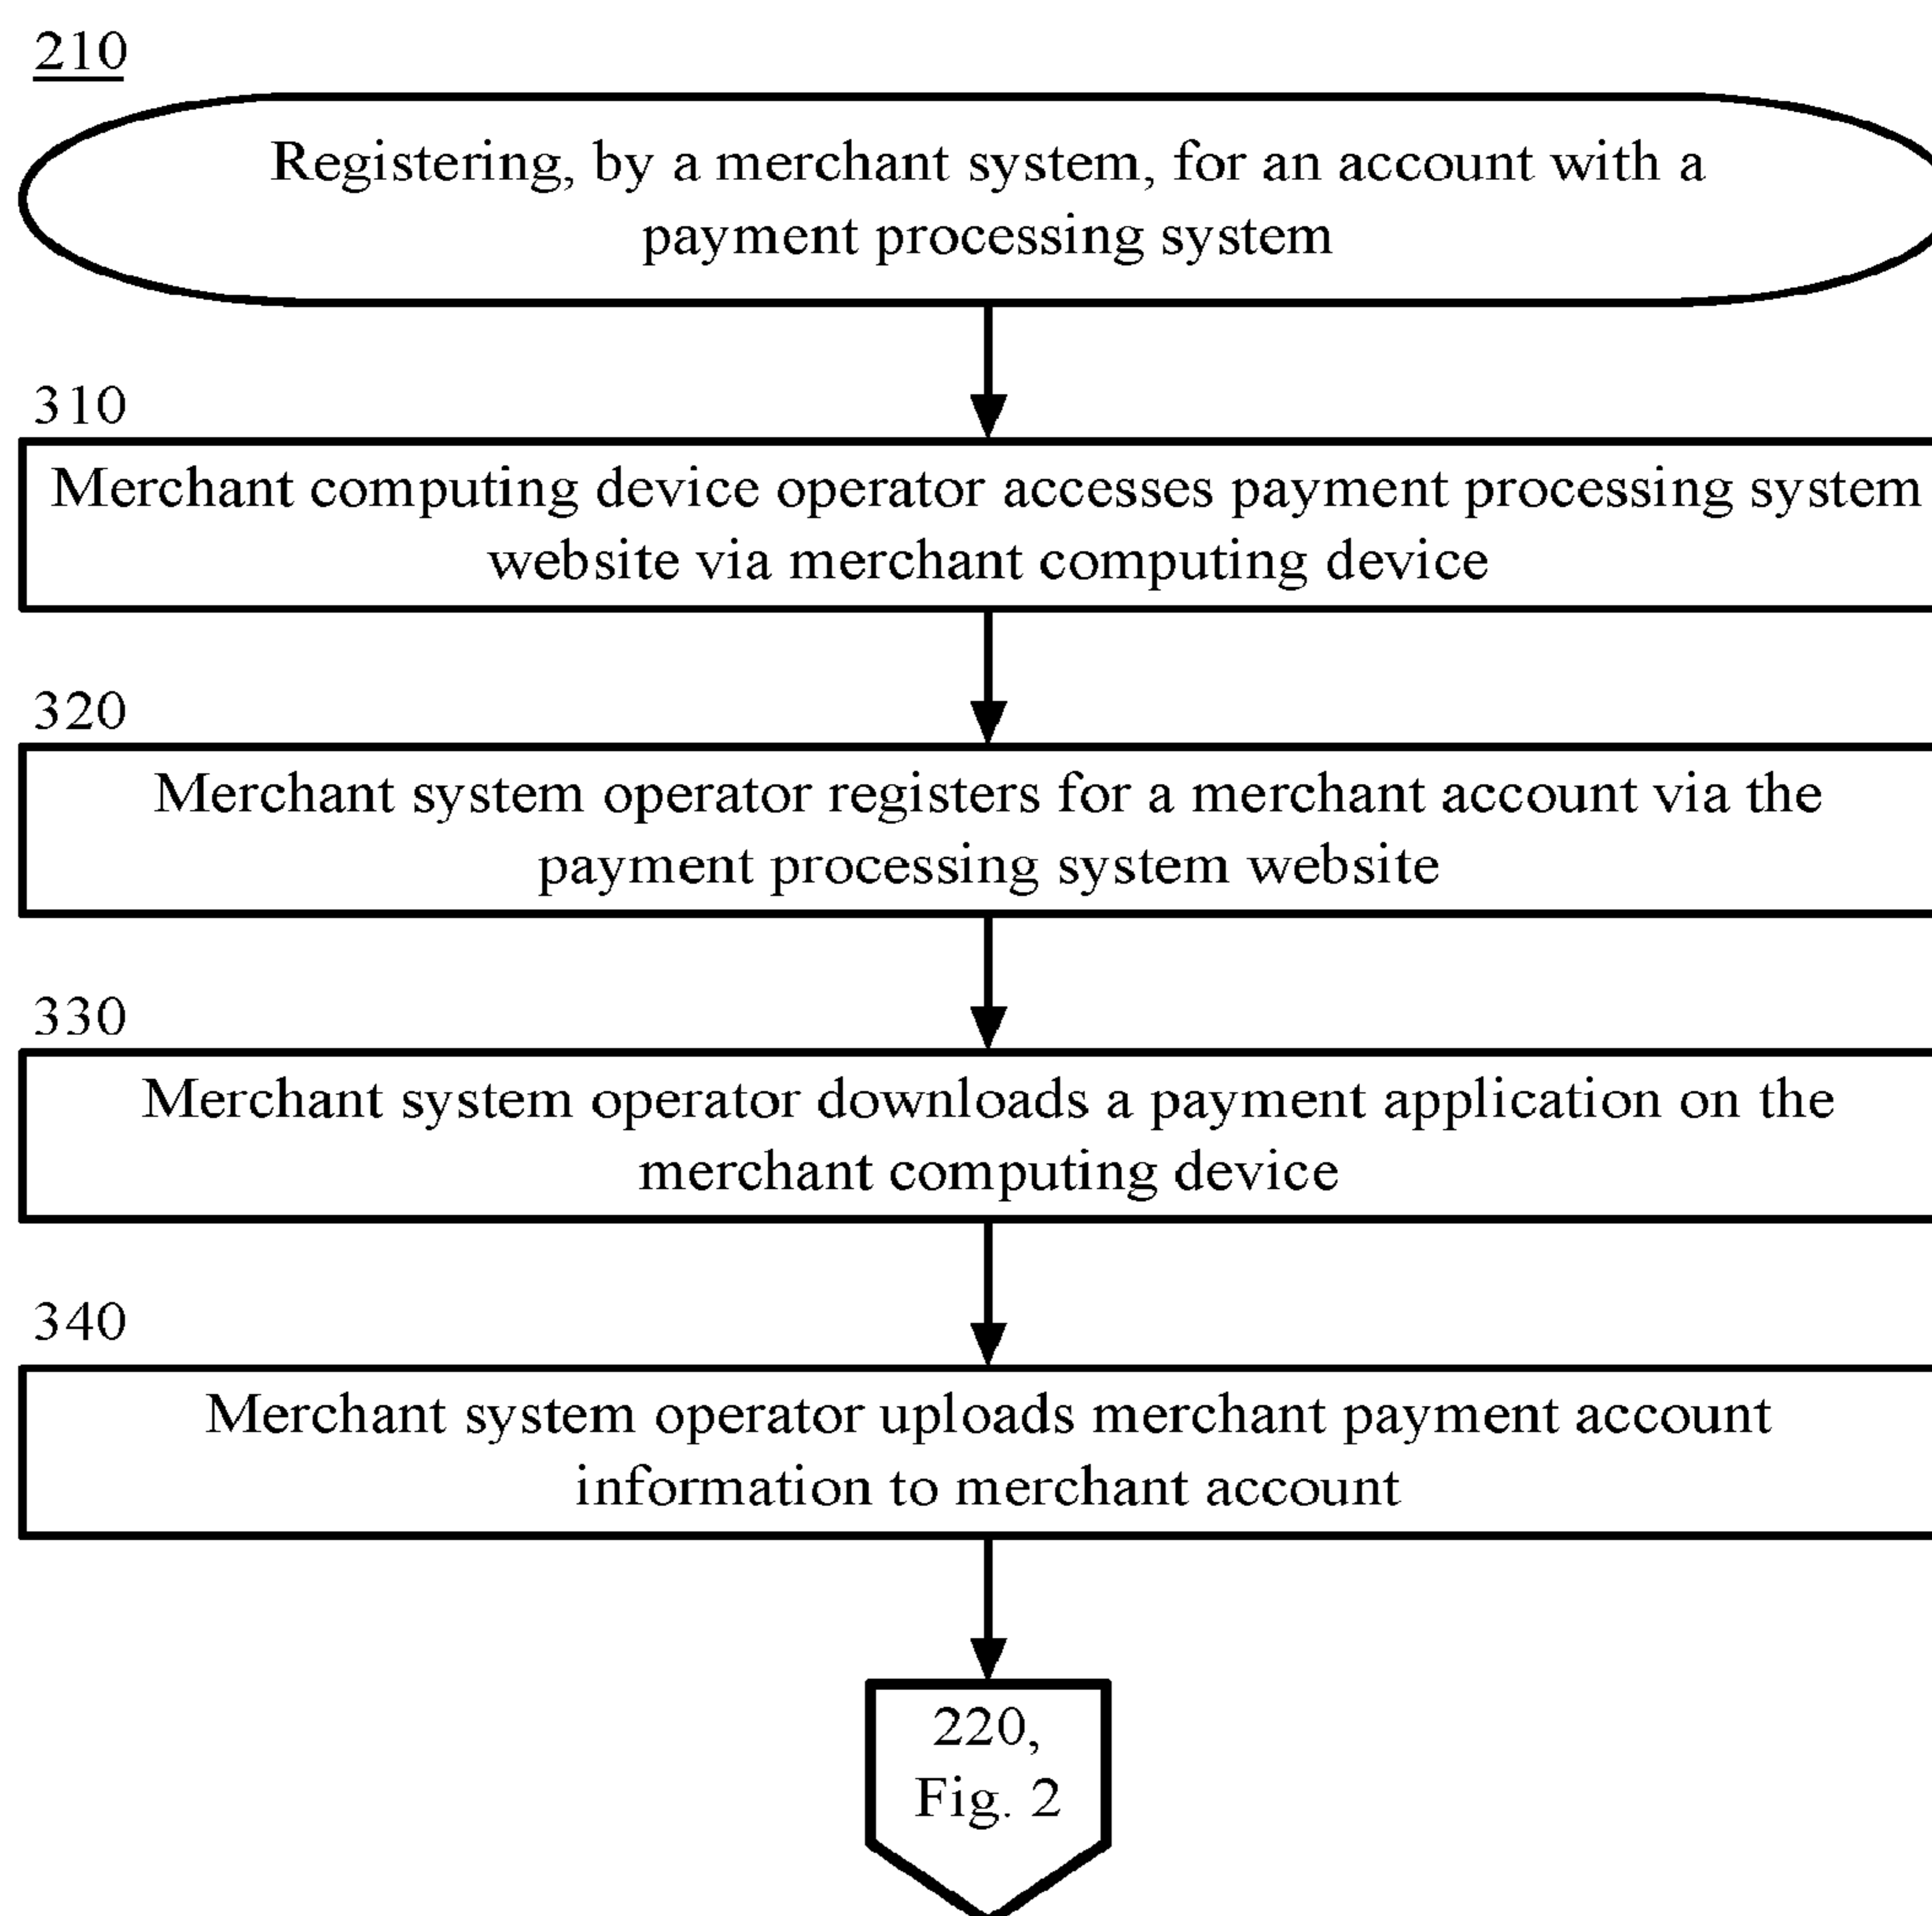 210
Registering, by a merchant system, for an account with a
payment processing system
310
Merchant computing device operator accesses payment processing system
website via merchant computing device
320
Merchant system operator registers for a merchant account via the
payment processing system website
330
Merchant system operator downloads a payment application on the
merchant computing device
340
Merchant system operator uploads merchant payment account
information to merchant account
220,
Fig. 2